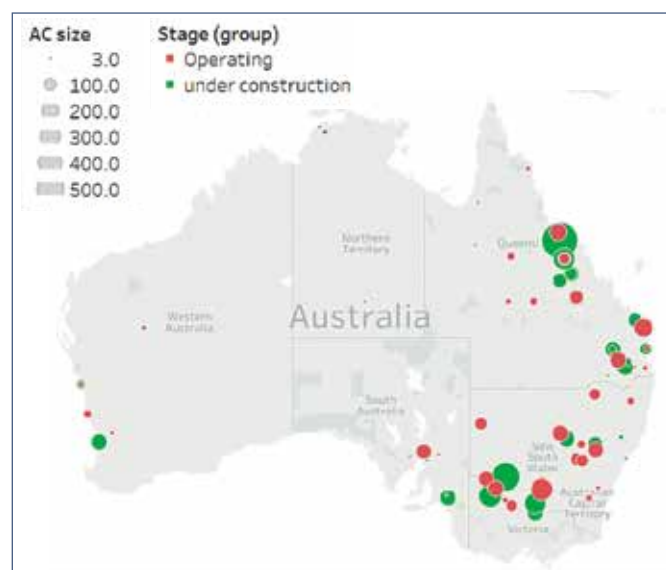 AC size
3.0
100.0
200.0
300.0
400.0
500.0
Stage (group)
Operating
under construction
Northern
Territory
Queensl
Western
Australia
Australia
South
Australia
New
South
Wales
Australian
Capital
Territory
Victoria